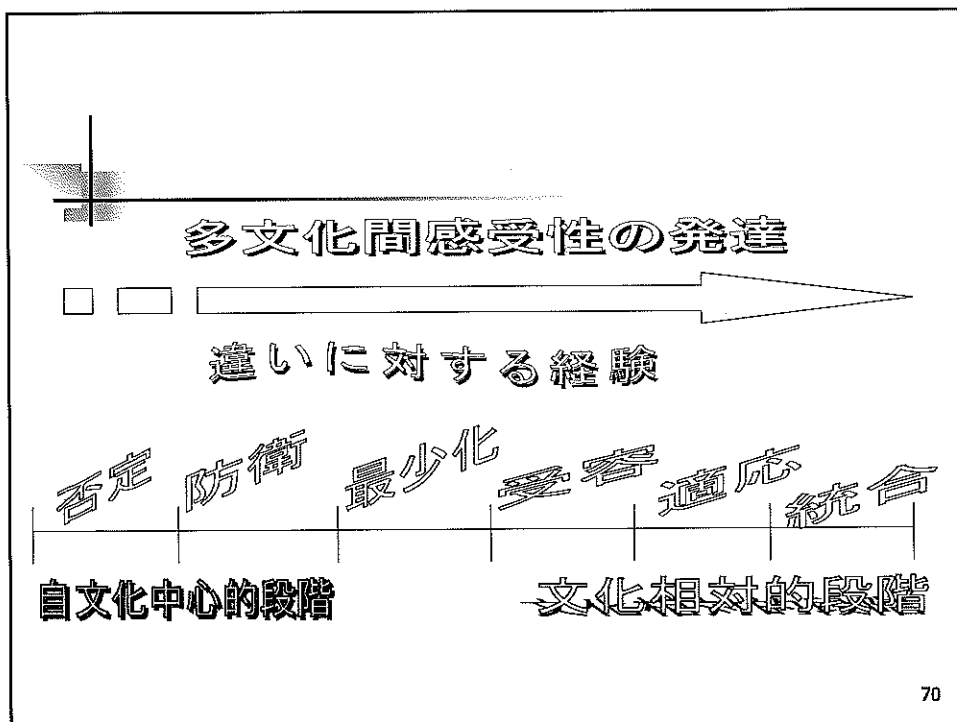 多文化間感受性の発達
違いに対する経験
否定 防衛 最少化 受容 適応 統合
自文化中心的段階 文化相対的段階
70